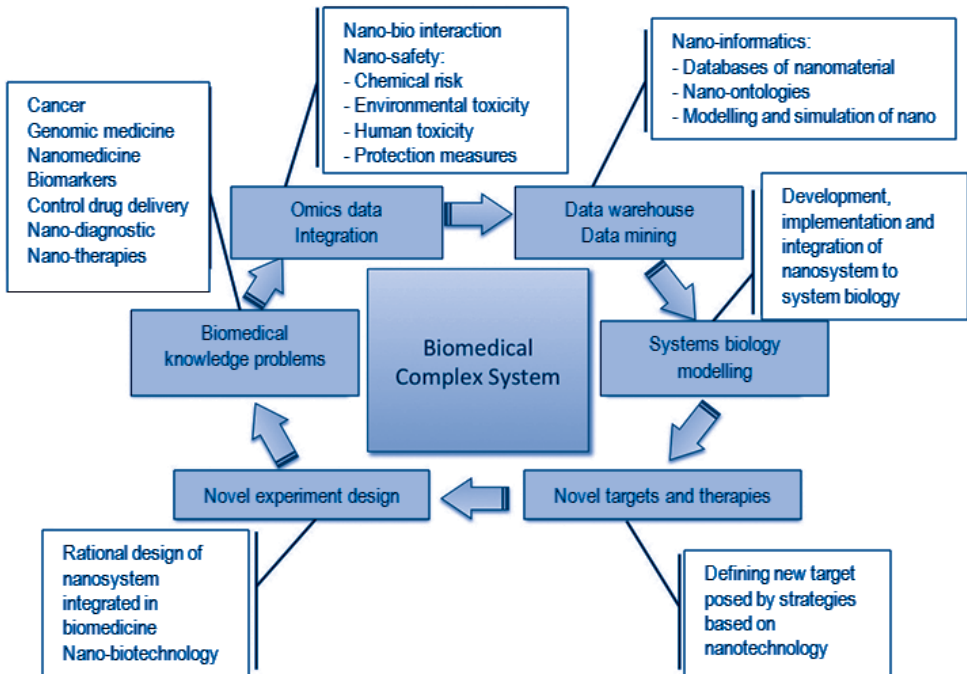 Nano-bio interaction
Nano-safety:
- Chemical risk
- Environmental toxicity
- Human toxicity
- Protection measures
Nano-informatics:
- Databases of nanomaterial
- Nano-ontologies
- Modelling and simulation of nano
Cancer
Genomic medicine
Nanomedicine
Biomarkers
Control drug delivery
Nano-diagnostic
Nano-therapies
Omics data
Integration
Data warehouse
Data mining
Development,
implementation and
integration of
nanosystem to
system biology
Biomedical
knowledge problems
Biomedical
Complex System
Systems biology
modelling
Novel experiment design
Novel targets and therapies
Rational design of
nanosystem
integrated in
biomedicine
Nano-biotechnology
Defining new target
posed by strategies
based on
nanotechnology